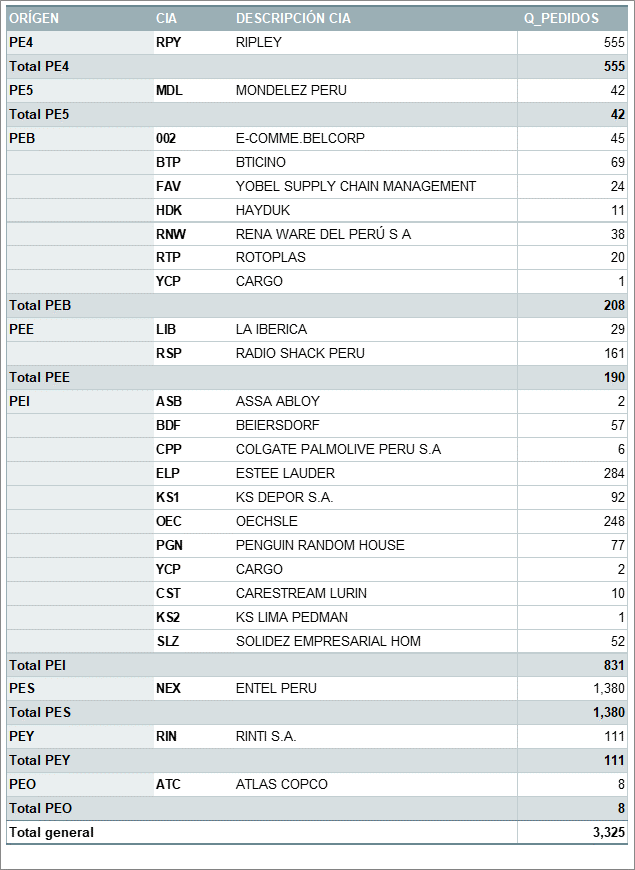 ORÍGEN CIA DESCRIPCIÓN CIA Q_PEDIDOS
PE4 RPY RIPLEY 555
Total PE4 555
PE5 MDL MONDELEZ PERU 42
Total PE5 42
PEB 002 E-COMME.BELCORP 45
BTP BTICINO 69
FAV YOBEL SUPPLY CHAIN MANAGEMENT 24
HDK HAYDUK 11
RNW RENA WARE DEL PERÚ S A 38
RTP ROTOPLAS 20
YCP CARGO 1
Total PEB 208
PEE LIB LA IBERICA 29
RSP RADIO SHACK PERU 161
Total PEE 190
PEI ASB ASSA ABLOY 2
BDF BEIERSDORF 57
CPP COLGATE PALMOLIVE PERU S.A 6
ELP ESTEE LAUDER 284
KS1 KS DEPOR S.A. 92
OEC OECHSLE 248
PGN PENGUIN RANDOM HOUSE 77
YCP CARGO 2
CST CARESTREAM LURIN 10
KS2 KS LIMA PEDMAN 1
SLZ SOLIDEZ EMPRESARIAL HOM 52
Total PEI 831
PES NEX ENTEL PERU 1,380
Total PES 1,380
PEY RIN RINTI S.A. 111
Total PEY 111
PEO ATC ATLAS COPCO 8
Total PEO 8
Total general 3,325